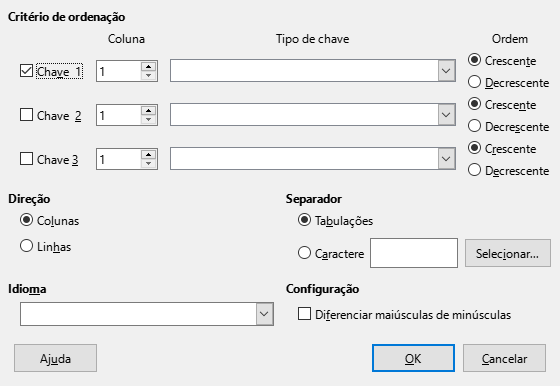 Critério de ordenação
Coluna Tipo de chave Ordem
Chave 1 1 Crescente
Decrescente
Chave 2 1 Crescente
Decrescente
Chave 3 1 Crescente
Decrescente
Direção Separador
Colunas Tabulações
Linhas Caractere Selecionar...
Idioma Configuração
Diferenciar maiúsculas de minúsculas
Ajuda OK Cancelar